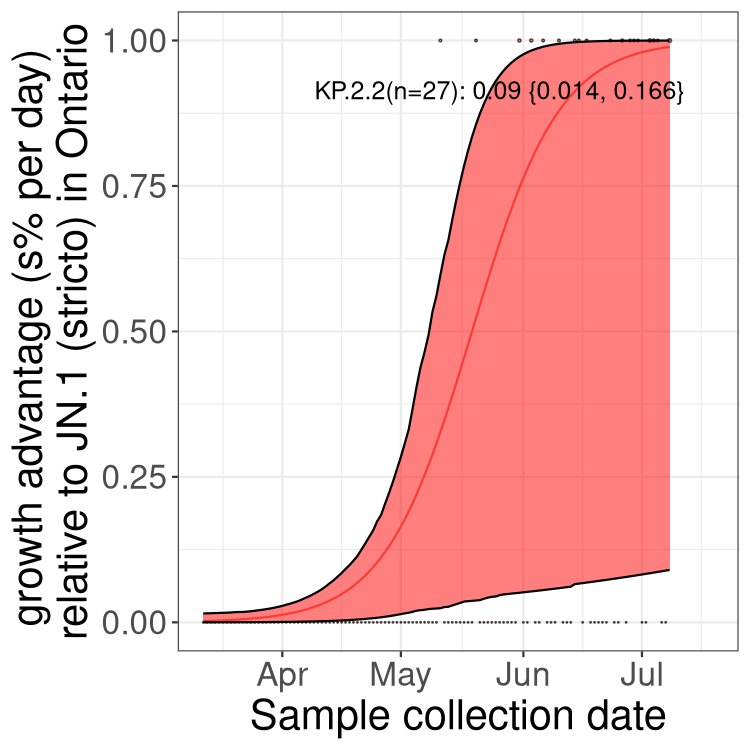 growth advantage (s% per day)
relative to JN.1 (stricto) in Ontario
1.00
0.75
0.50
0.25
0.00
KP.2.2(n=27): 0.09 {0.014, 0.166}
Apr May Jun Jul
Sample collection date